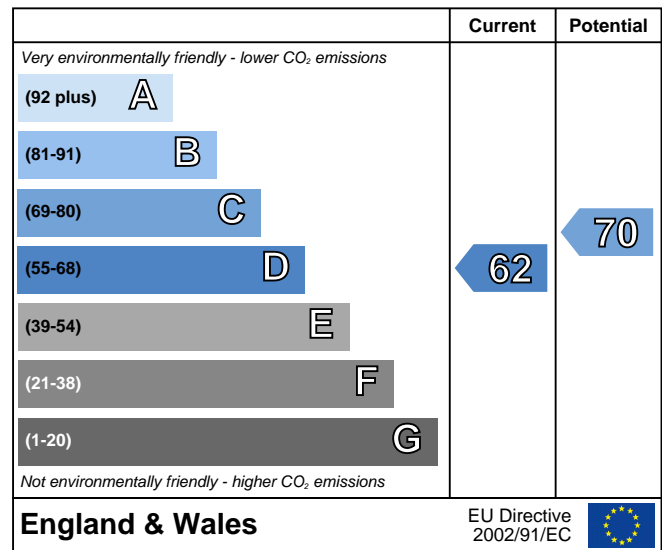 Current Potential
Very environmentally friendly - lower CO₂ emissions
(92 plus) A
(81-91) B
(69-80) C
70
(55-68) D
62
(39-54) E
(21-38) F
(1-20) G
Not environmentally friendly - higher CO₂ emissions
England & Wales
EU Directive
2002/91/EC